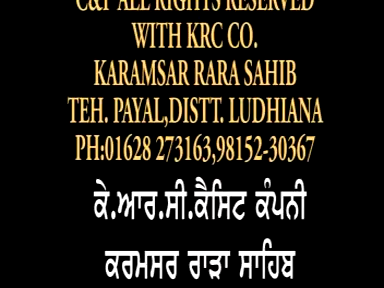 C&P ALL RIGHTS RESERVED
WITH KRC CO.
KARAMSAR RARA SAHIB
TEH. PAYAL,DISTT. LUDHIANA
PH:01628 273163,98152-30367
ਕੇ.ਆਰ.ਸੀ.ਕੈਸਿਟ ਕੰਪਨੀ
ਕਰਮਸਰ ਰਾੜਾ ਸਾਹਿਬ